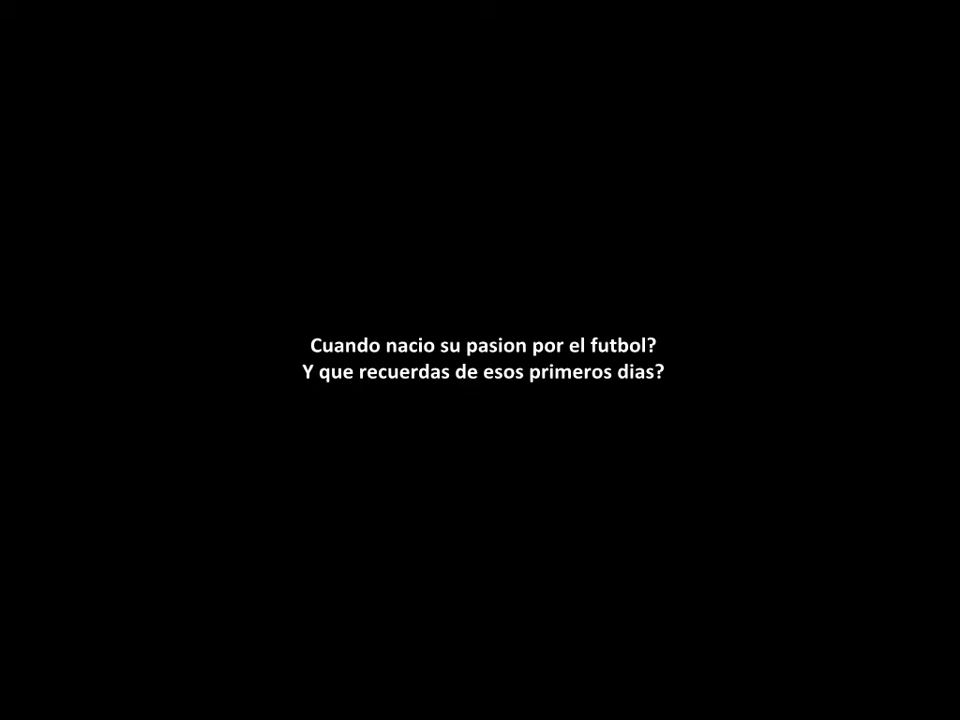 Cuando nacio su pasion por el futbol?
Y que recuerdas de esos primeros dias?